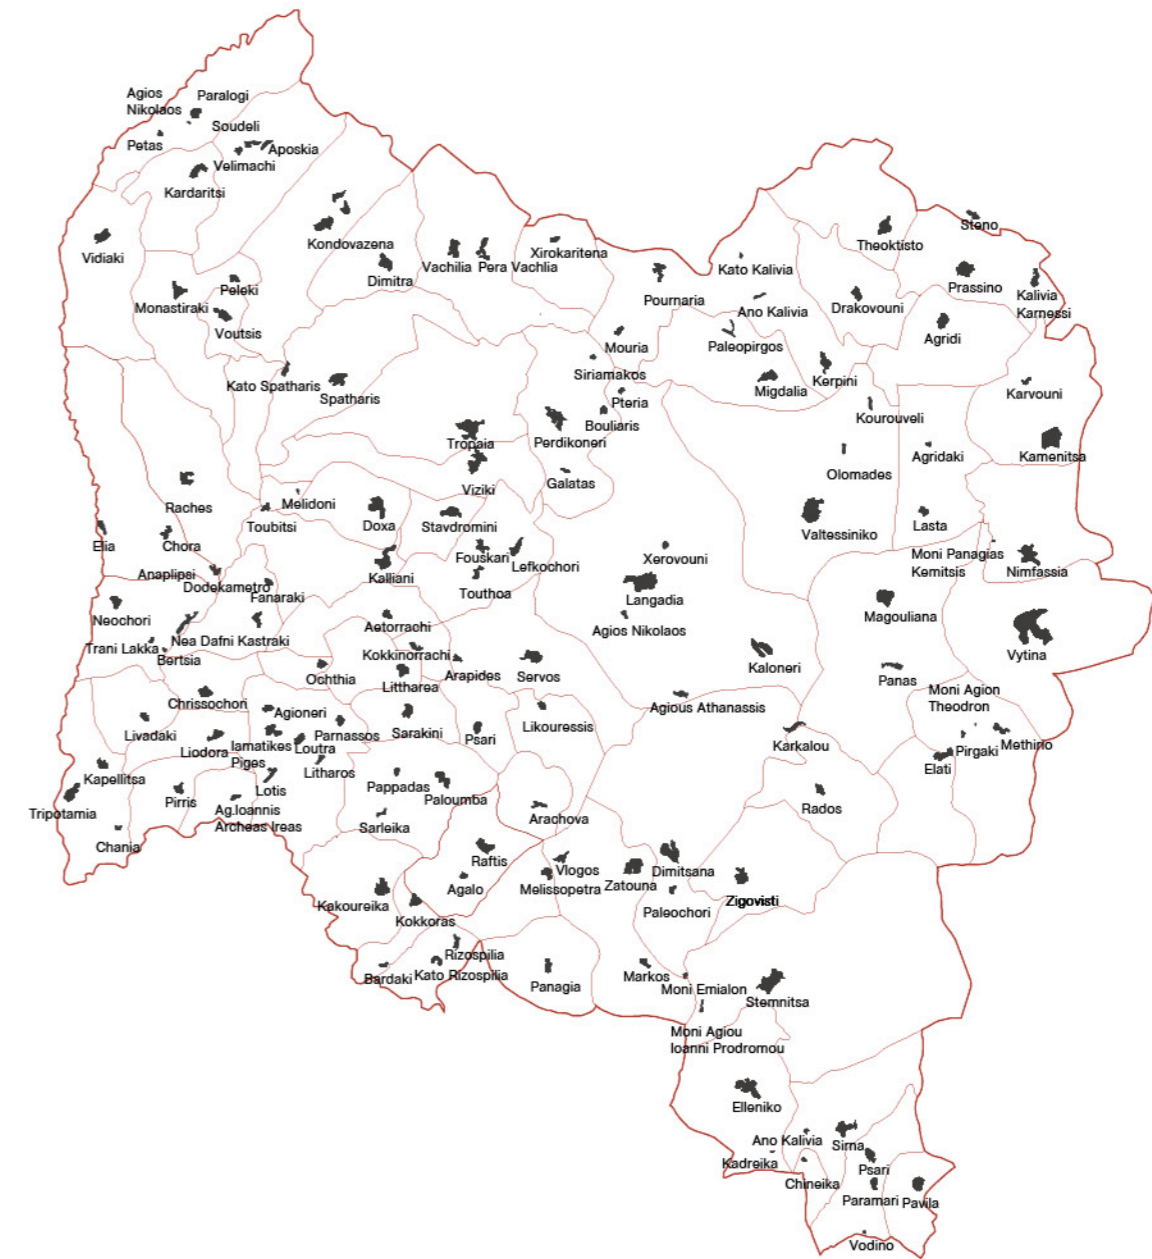 Agios
Nikolaos
Paralogi
Soudeli
Petas
Aposkia
Velimachi
Kardaritsi
Steno
Kondovazena
Theoktisto
Vidiaki
Xirokaritena
Vachilia
Pera Vachlia
Kato Kalivia
Dimitra
Prassino
Peleki
Kalivia
Karnessi
Monastiraki
Pournaria
Ano Kalivia
Drakovouni
Voutsis
Agridi
Mouria
Paleopirgos
Siriamakos
Kerpini
Kato Spatharis
Spatharis
Migdalia
Karvouni
Pteria
Kourouveli
Bouliaris
Tropaia
Perdikoneri
Agridaki
Kamenitsa
Olomades
Galatas
Viziki
Melidoni
Raches
Toubitsi
Doxa
Stavdromini
Valtessiniko
Lasta
Elia
Chora
Fouskari
Lefkochori
Xerovouni
Moni Panagias
Kemitsis
Nimfassia
Anaplipsi
Dodekametro
Kalliani
Fanaraki
Touthoa
Langadia
Magouliana
Neochori
Aetorrachi
Agios Nikolaos
Nea Dafni
Kastraki
Trani Lakka
Bertsia
Kokkinorrachi
Vytina
Kaloneri
Ochthia
Littharea
Arapides
Servos
Panas
Moni Agion
Theodron
Chrissochori
Agious Athanassis
Agioneri
Likouressis
Livadaki
Parnassos
Sarakini
Psari
Liodora
Iamatikes
Piges
Loutra
Karkalou
Pirgaki
Methirio
Litharos
Elati
Kapellitsa
Lotis
Pappadas
Paloumba
Tripotamia
Pirris
Ag.Ioannis
Archeas Ireas
Sarleika
Arachova
Rados
Chania
Raftis
Vlogos
Dimitsana
Agalo
Melissopetra
Zatouna
Kakoureika
Paleochori
Zigovisti
Kokkoras
Rizospilia
Bardaki
Kato Rizospilia
Panagia
Markos
Moni Emialon
Stemnitsa
Moni Agiou
Ioanni Prodromou
Elleniko
Ano Kalivia
Sirna
Kadreika
Psari
Chineika
Paramari
Pavila
Vodino